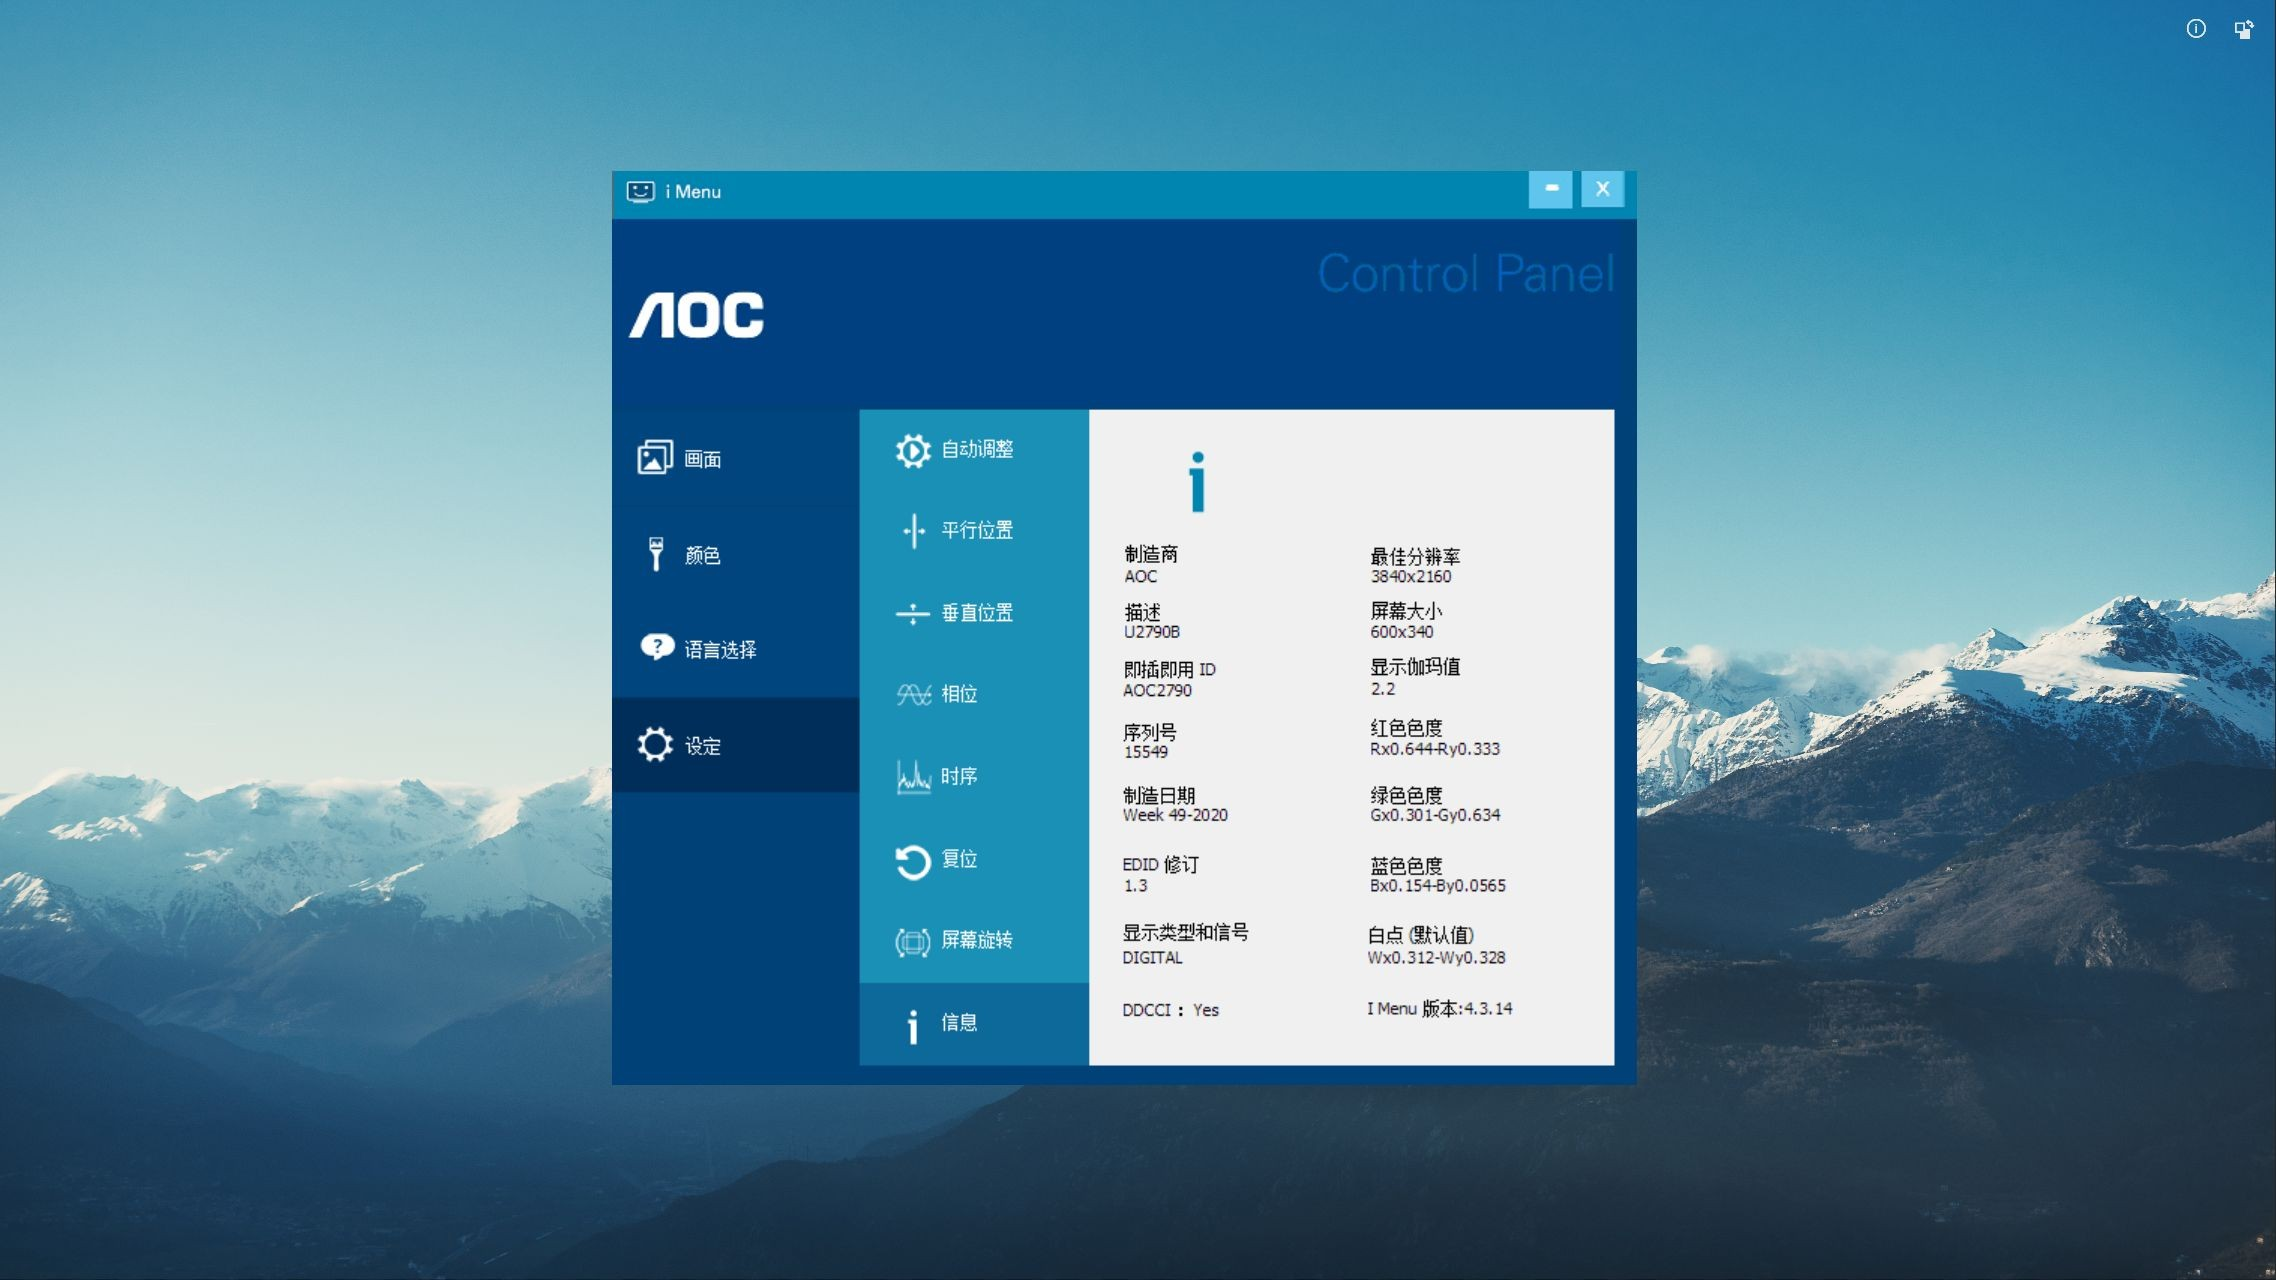 i Menu
Control Panel
AOC
画面
颜色
语言选择
设定
自动调整
平行位置
垂直位置
相位
时序
复位
屏幕旋转
信息
制造商
AOC
描述
U2790B
即插即用 ID
AOC2790
序列号
15549
制造日期
Week 49-2020
EDID 修订
1.3
显示类型和信号
DIGITAL
DDCCI : Yes
最佳分辨率
3840x2160
屏幕大小
600x340
显示伽玛值
2.2
红色色度
Rx0.644-Ry0.333
绿色色度
Gx0.301-Gy0.634
蓝色色度
Bx0.154-By0.0565
白点 (默认值)
Wx0.312-Wy0.328
I Menu 版本:4.3.14